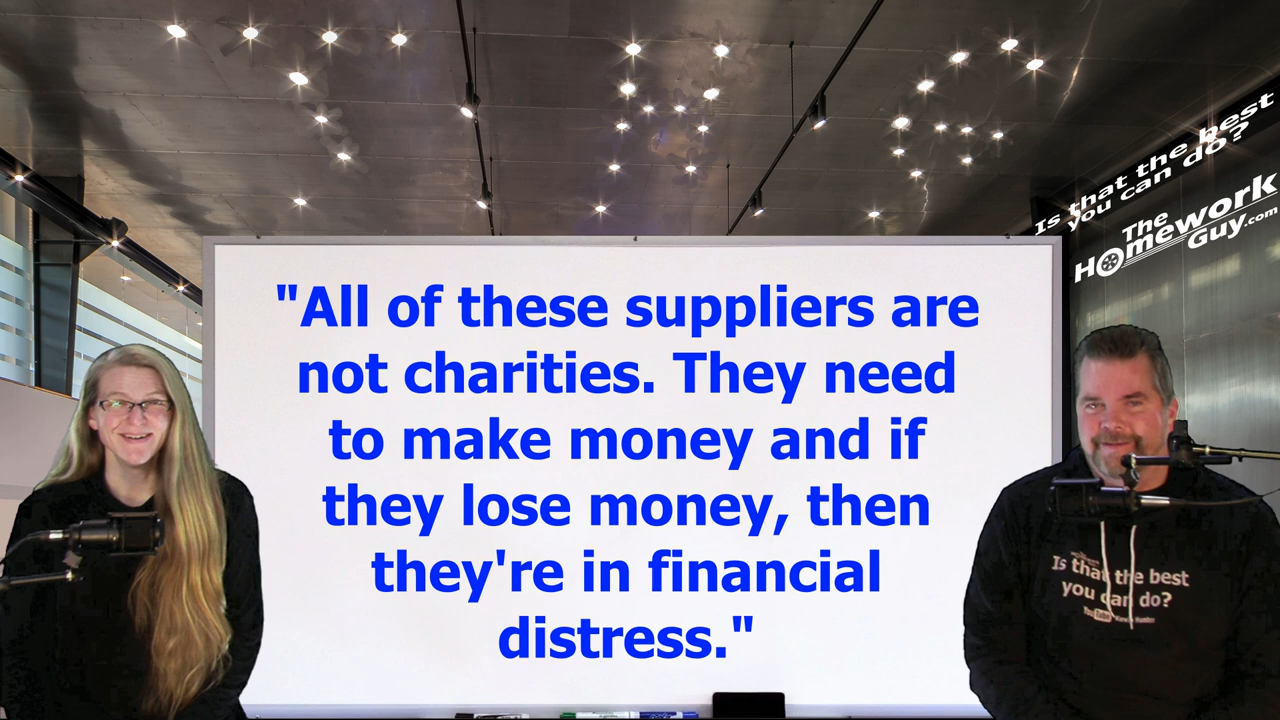 "All of these suppliers are
not charities. They need
to make money and if
they lose money, then
they're in financial
distress."
Is that the best
you can do?
The
Homework
Guy.com
Is that the best
you can do?
YouTube